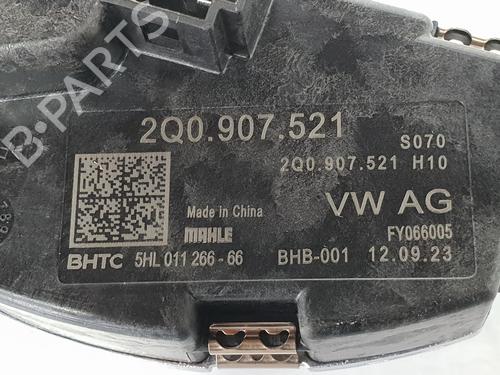 2Q0.907.521
S070
2Q0.907.521 H10
Made in China
VW AG
MAHLE
FY066005
BHTC 5HL 011 266-66 BHB-001 12.09.23
B-PARTS